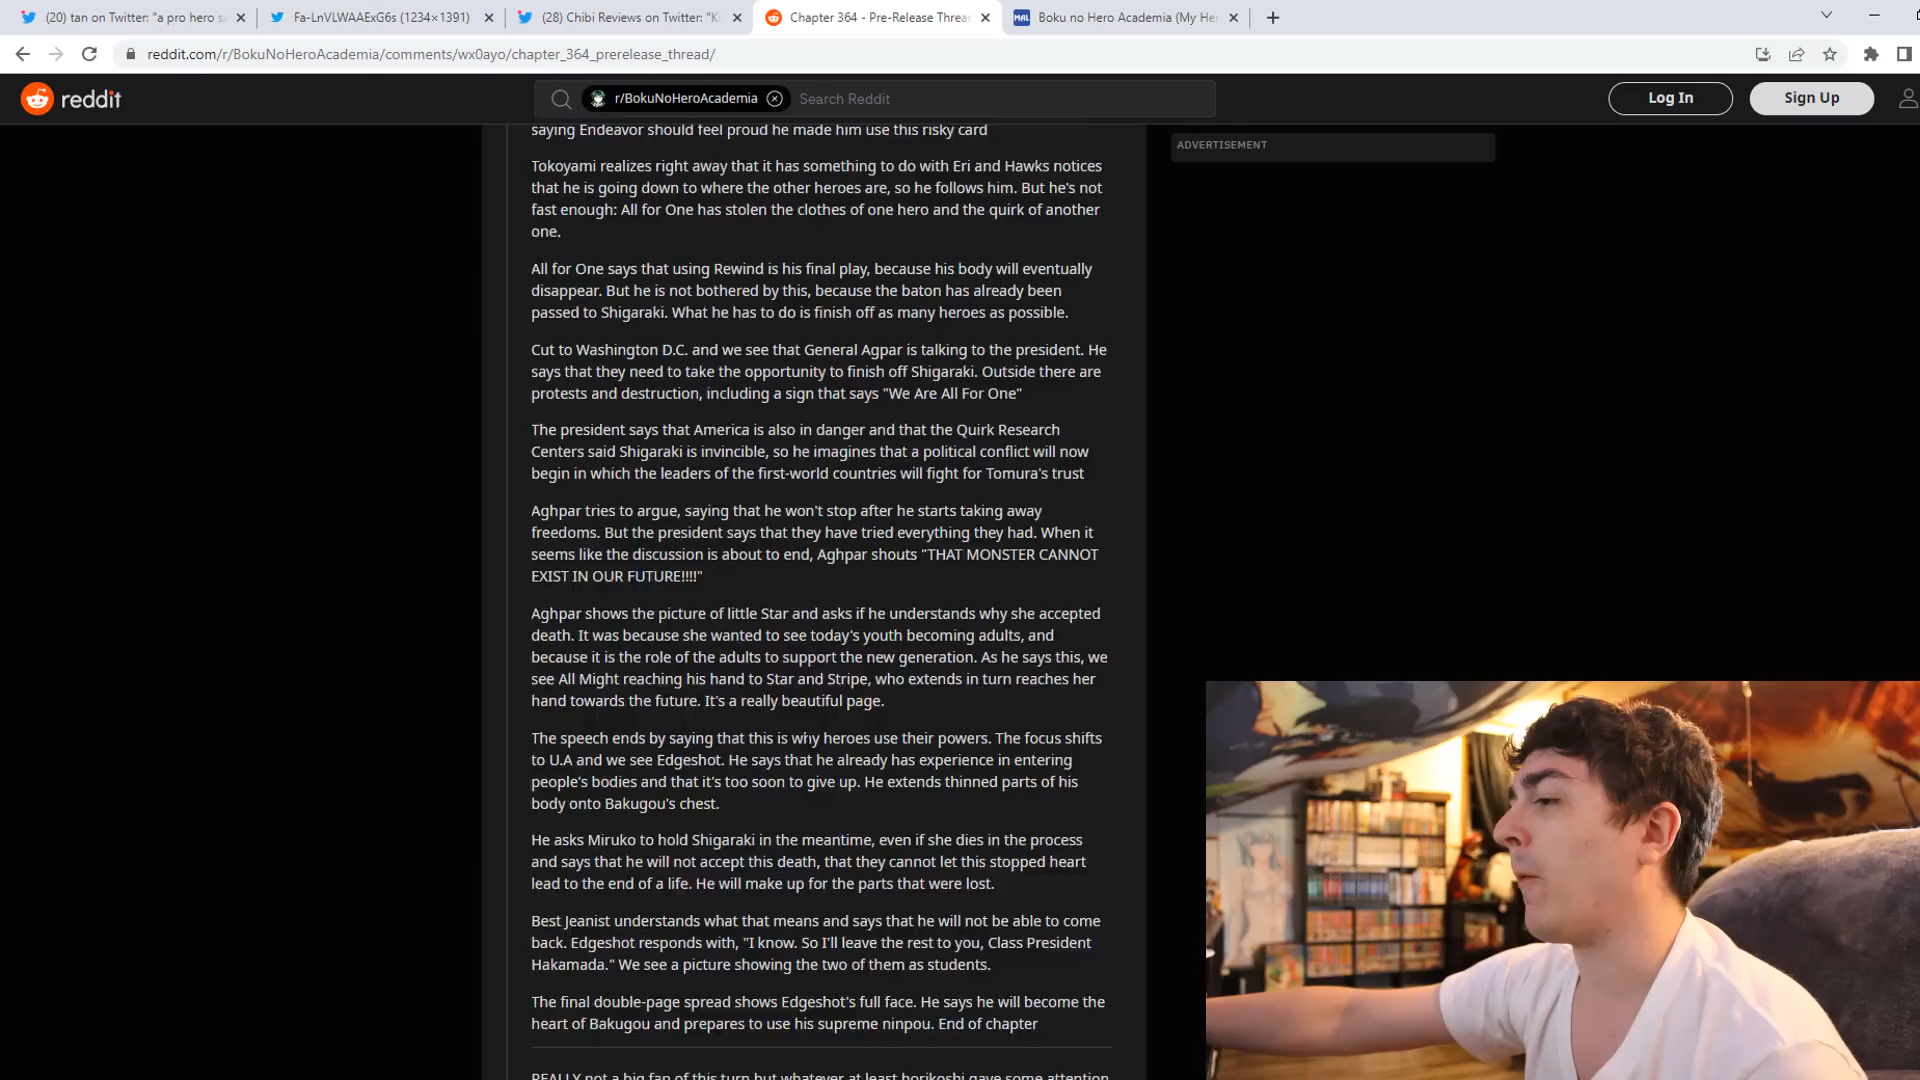 (20) tan on Twitter: "a pro hero s
Fa-LnVLWAAExG6s (1234×1391)
(28) Chibi Reviews on Twitter: "K
Chapter 364 - Pre-Release Threa
MAL
Boku no Hero Academia (My He
reddit.com/r/BokuNoHeroAcademia/comments/wx0ayo/chapter_364_prerelease_thread/
reddit
r/BokuNoHeroAcademia
Search Reddit
Log In
Sign Up
ADVERTISEMENT
saying Endeavor should feel proud he made him use this risky card
Tokoyami realizes right away that it has something to do with Eri and Hawks notices
that he is going down to where the other heroes are, so he follows him. But he's not
fast enough: All for One has stolen the clothes of one hero and the quirk of another
one.
All for One says that using Rewind is his final play, because his body will eventually
disappear. But he is not bothered by this, because the baton has already been
passed to Shigaraki. What he has to do is finish off as many heroes as possible.
Cut to Washington D.C. and we see that General Agpar is talking to the president. He
says that they need to take the opportunity to finish off Shigaraki. Outside there are
protests and destruction, including a sign that says "We Are All For One"
The president says that America is also in danger and that the Quirk Research
Centers said Shigaraki is invincible, so he imagines that a political conflict will now
begin in which the leaders of the first-world countries will fight for Tomura's trust
Aghpar tries to argue, saying that he won't stop after he starts taking away
freedoms. But the president says that they have tried everything they had. When it
seems like the discussion is about to end, Aghpar shouts "THAT MONSTER CANNOT
EXIST IN OUR FUTURE!!!!"
Aghpar shows the picture of little Star and asks if he understands why she accepted
death. It was because she wanted to see today's youth becoming adults, and
because it is the role of the adults to support the new generation. As he says this, we
see All Might reaching his hand to Star and Stripe, who extends in turn reaches her
hand towards the future. It's a really beautiful page.
The speech ends by saying that this is why heroes use their powers. The focus shifts
to U.A and we see Edgeshot. He says that he already has experience in entering
people's bodies and that it's too soon to give up. He extends thinned parts of his
body onto Bakugou's chest.
He asks Miruko to hold Shigaraki in the meantime, even if she dies in the process
and says that he will not accept this death, that they cannot let this stopped heart
lead to the end of a life. He will make up for the parts that were lost.
Best Jeanist understands what that means and says that he will not be able to come
back. Edgeshot responds with, "I know. So I'll leave the rest to you, Class President
Hakamada." We see a picture showing the two of them as students.
The final double-page spread shows Edgeshot's full face. He says he will become the
heart of Bakugou and prepares to use his supreme ninpou. End of chapter
REALLY not a big fan of this turn but whatever at least horikoshi gave some attention